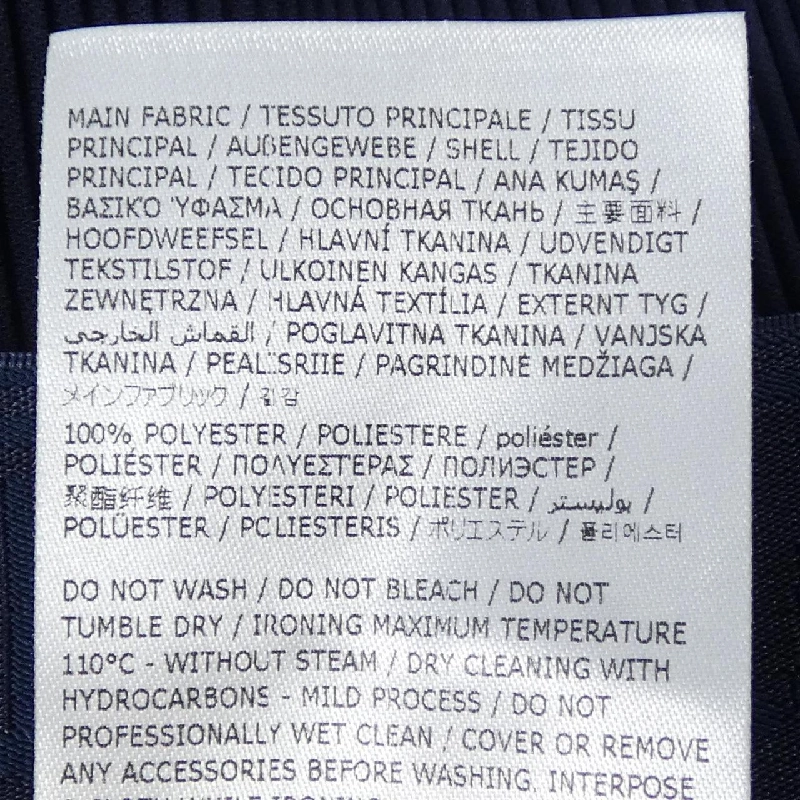 MAIN FABRIC / TESSUTO PRINCIPALE / TISSU
PRINCIPAL / AUßENGEWEBE / SHELL / TEJIDO
PRINCIPAL / TECIDO PRINCIPAL / ANA KUMAŞ /
ΒΑΣΙΚΌ ΎΦΑΣΜΑ / ОСНОВНАЯ ТКАНЬ / 主要面料 /
HOOFDWEEFSEL / HLAVNÍ TKANINA / UDVENDIGT
TEKSTILSTOF / ULKOINEN KANGAS / TKANINA
ZEWNĘTRZNA / HLAVNÁ TEXTÍLIA / EXTERNT TYG /
القماش الخارجي / POGLAVITNA TKANINA / VANJSKA
TKANINA / PEALISRIIE / PAGRINDINĖ MEDŽIAGA /
メインファブリック / 겉감
100% POLYESTER / POLIESTERE / poliéster /
POLIÉSTER / ΠΟΛΥΕΣΤΕΡΑΣ / ПОЛИЭСТЕР /
聚酯纤维 / POLYESTERI / POLIESTER / بوليستر /
POLÜESTER / POLIESTERIS / ポリエステル / 폴리에스터
DO NOT WASH / DO NOT BLEACH / DO NOT
TUMBLE DRY / IRONING MAXIMUM TEMPERATURE
110°C - WITHOUT STEAM / DRY CLEANING WITH
HYDROCARBONS - MILD PROCESS / DO NOT
PROFESSIONALLY WET CLEAN / COVER OR REMOVE
ANY ACCESSORIES BEFORE WASHING. INTERPOSE